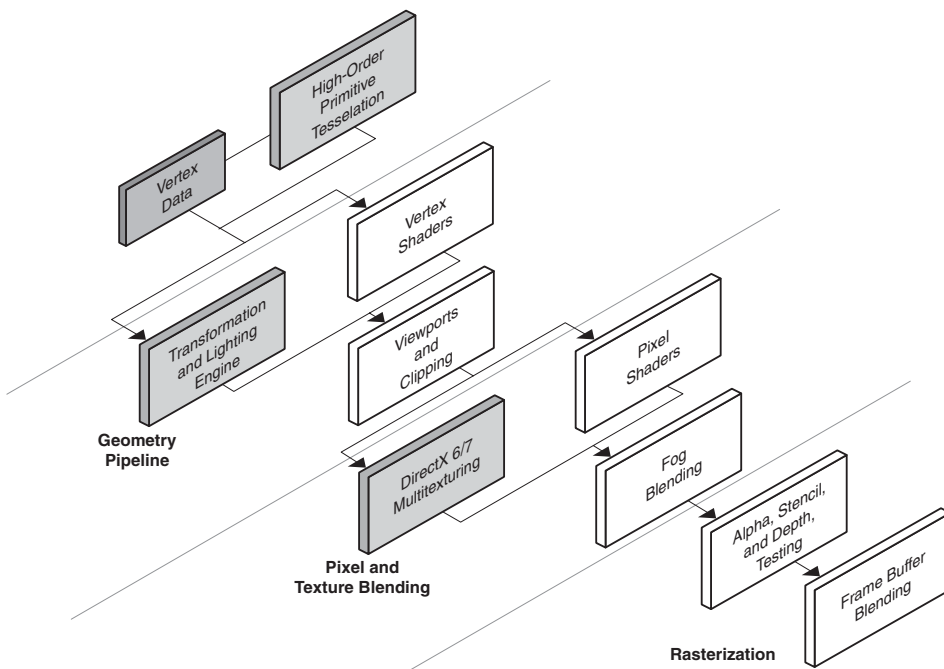 High-Order
Primitive
Tesselation
Vertex
Data
Vertex
Shaders
Transformation
and Lighting
Engine
Viewports
and
Clipping
Pixel
Shaders
Geometry
Pipeline
DirectX 6/7
Multitexturing
Fog
Blending
Alpha, Stencil,
and Depth,
Testing
Pixel and
Texture Blending
Frame Buffer
Blending
Rasterization